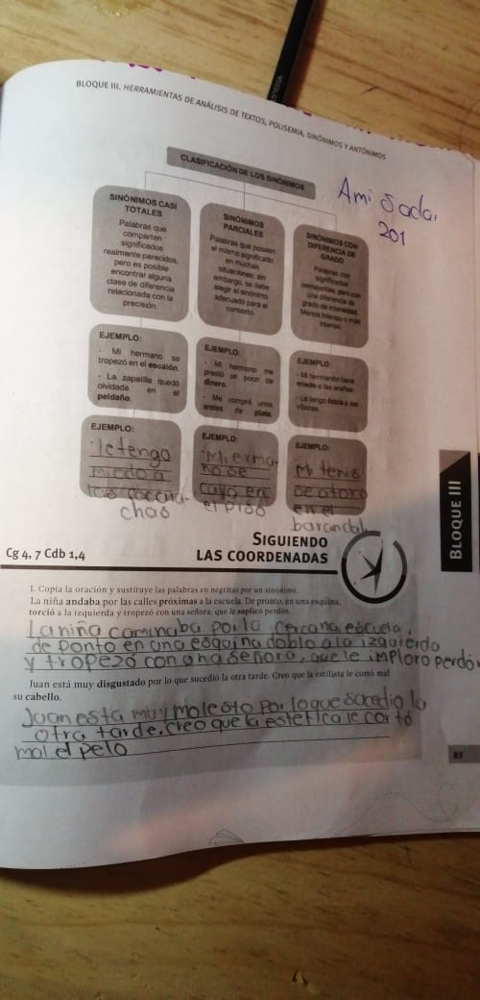 BLOQUE III. HERRAMIENTAS DE ANÁLISIS DE TEXTOS, POLISEMIA, SINÓNIMOS Y ANTÓNIMOS
CLASIFICACIÓN DE LOS SINÓNIMOS
Ami Sadai
201
SINÓNIMOS CASI
TOTALES
Palabras que
comparten
significados
realmente parecidos,
pero es posible
encontrar alguna
clase de diferencia
relacionada con la
precisión.
SINÓNIMOS
PARCIALES
Palabras que poseen
el mismo significado
en muchas
situaciones; sin
embargo, se debe
elegir el sinónimo
adecuado para el
contexto.
SINÓNIMOS CON
DIFERENCIA DE
GRADO
Palabras con
significados
semejantes, pero con
una diferencia de
grado de intensidad.
Menos intenso o más
intenso.
EJEMPLO:
- Mi hermano se
tropezó en el escalón.
- La zapatilla quedó
olvidada en el
peldaño.
EJEMPLO:
- Mi hermano me
prestó un poco de
dinero.
- Me compré unos
aretes de plata.
EJEMPLO:
- Mi hermanito tiene
miedo a las arañas.
- Le tengo fobia a las
víboras.
EJEMPLO:
·le tengo
miedo a
las caccura-
chas
EJEMPLO:
·Mi erma-
no se
cayo en
el piso
EJEMPLO:
Mi tenis
se atoro
en el
barandal
BLOQUE III
SIGUIENDO
LAS COORDENADAS
Cg 4, 7 Cdb 1,4
I. Copia la oración y sustituye las palabras en negritas por un sinónimo.
La niña andaba por las calles próximas a la escuela. De pronto, en una esquina,
torció a la izquierda y tropezó con una señora, que le suplicó perdón.
La niña caminaba por la cercana escuela,
de ponto en una esquina doblo a la izquierda
y tropezó con una señora, que le imploro perdón
Juan está muy disgustado por lo que sucedió la otra tarde. Creo que la estilista le cortó mal
su cabello.
Juan esta muy molesto por lo que sucedio la
otra tarde. Creo que la estetica le cortó
mal el pelo
83